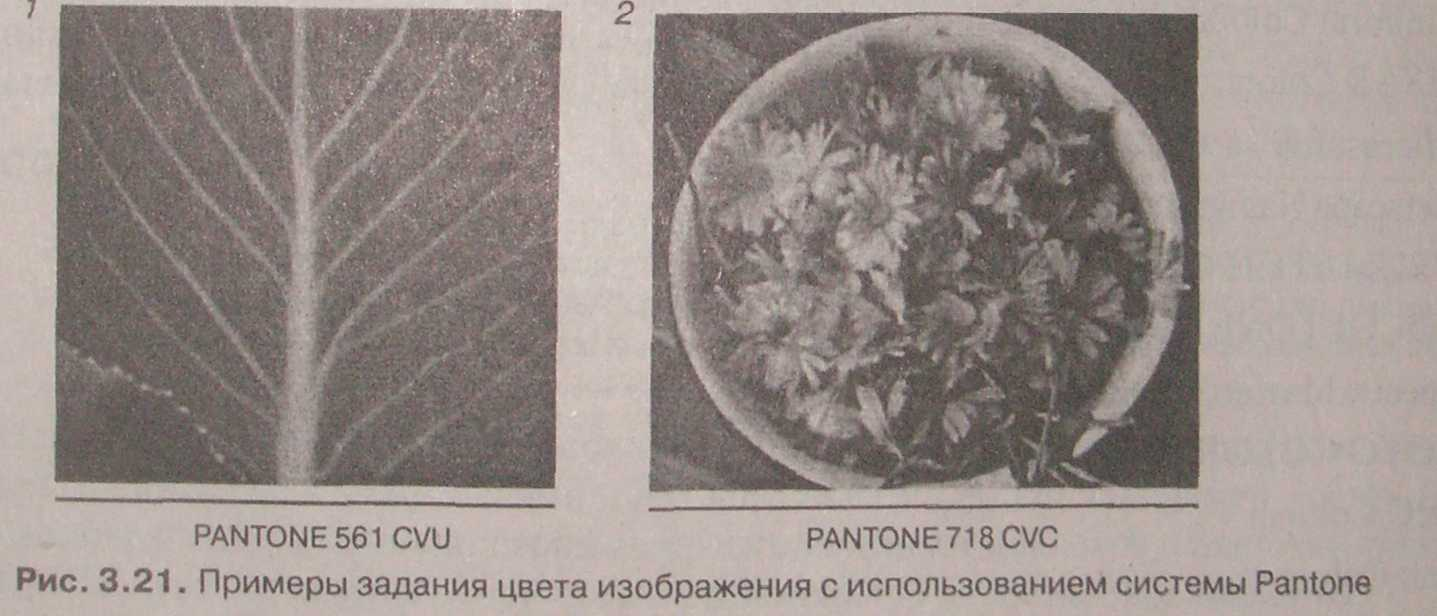 1
2
PANTONE 561 CVU
PANTONE 718 CVC
Рис. 3.21. Примеры задания цвета изображения с использованием системы Pantone